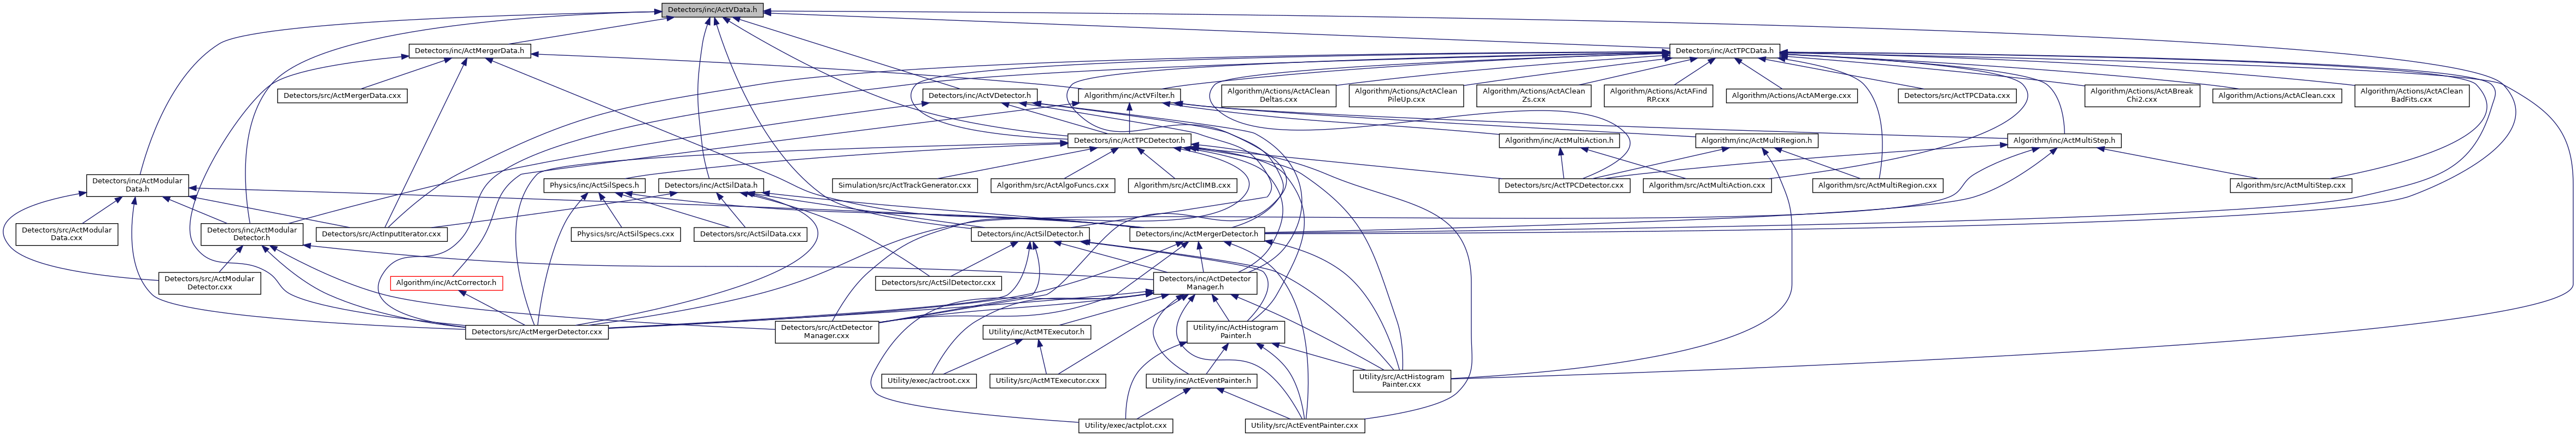 Detectors/inc/ActVData.h
Detectors/inc/ActMergerData.h
Detectors/inc/ActTPCData.h
Detectors/src/ActMergerData.cxx
Detectors/inc/ActVDetector.h
Algorithm/inc/ActVFilter.h
Algorithm/Actions/ActAClean
Deltas.cxx
Algorithm/Actions/ActAClean
PileUp.cxx
Algorithm/Actions/ActAClean
Zs.cxx
Algorithm/Actions/ActAFind
RP.cxx
Algorithm/Actions/ActAMerge.cxx
Detectors/src/ActTPCData.cxx
Algorithm/Actions/ActABreak
Chi2.cxx
Algorithm/Actions/ActAClean.cxx
Algorithm/Actions/ActAClean
BadFits.cxx
Detectors/inc/ActTPCDetector.h
Algorithm/inc/ActMultiAction.h
Algorithm/inc/ActMultiRegion.h
Algorithm/inc/ActMultiStep.h
Detectors/inc/ActModular
Data.h
Physics/inc/ActSilSpecs.h
Detectors/inc/ActSilData.h
Simulation/src/ActTrackGenerator.cxx
Algorithm/src/ActAlgoFuncs.cxx
Algorithm/src/ActCliMB.cxx
Detectors/src/ActTPCDetector.cxx
Algorithm/src/ActMultiAction.cxx
Algorithm/src/ActMultiRegion.cxx
Algorithm/src/ActMultiStep.cxx
Detectors/src/ActModular
Data.cxx
Detectors/inc/ActModular
Detector.h
Detectors/src/ActInputIterator.cxx
Physics/src/ActSilSpecs.cxx
Detectors/src/ActSilData.cxx
Detectors/inc/ActSilDetector.h
Detectors/inc/ActMergerDetector.h
Detectors/src/ActModular
Detector.cxx
Algorithm/inc/ActCorrector.h
Detectors/src/ActSilDetector.cxx
Detectors/inc/ActDetector
Manager.h
Detectors/src/ActMergerDetector.cxx
Detectors/src/ActDetector
Manager.cxx
Utility/inc/ActMTExecutor.h
Utility/inc/ActHistogram
Painter.h
Utility/exec/actroot.cxx
Utility/src/ActMTExecutor.cxx
Utility/inc/ActEventPainter.h
Utility/src/ActHistogram
Painter.cxx
Utility/exec/actplot.cxx
Utility/src/ActEventPainter.cxx